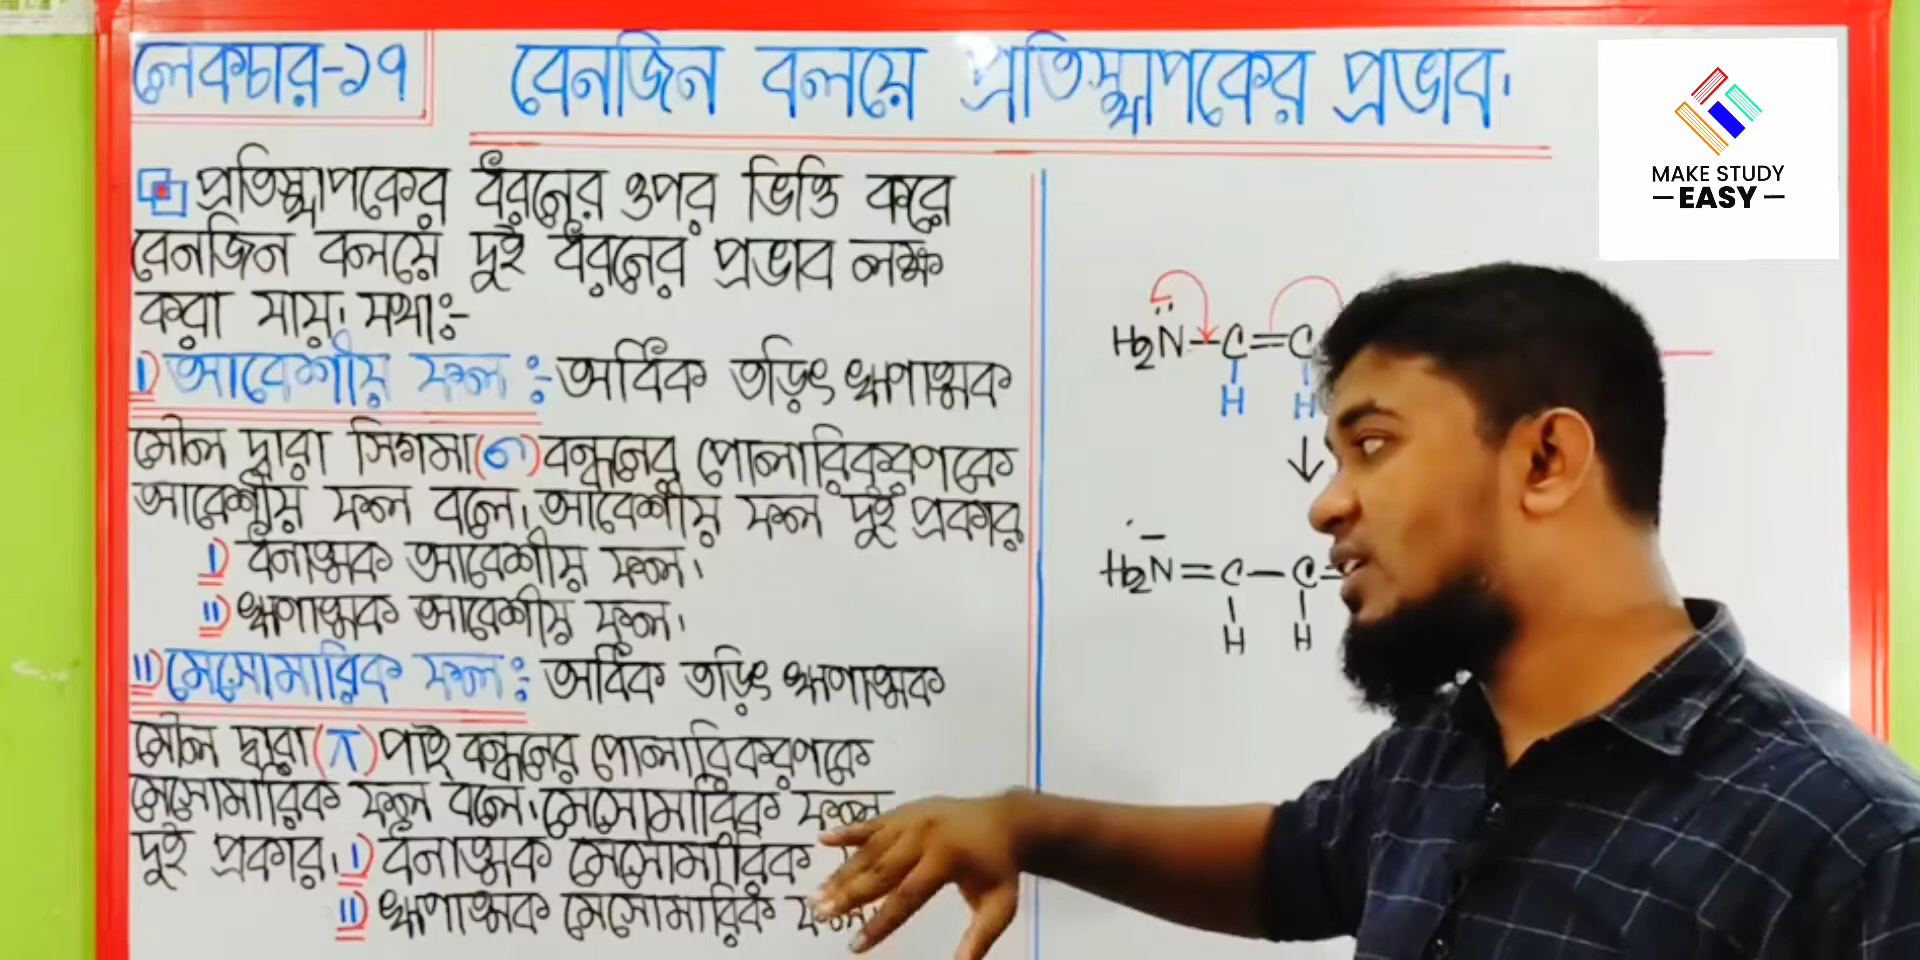 লেকচার-১৭
বেনজিন বলয়ে প্রতিস্থাপকের প্রভাব।
MAKE STUDY
EASY
প্রতিস্থাপকের ধরনের ওপর ভিত্তি করে
বেনজিন বলয়ে দুই ধরনের প্রভাব লক্ষ
করা যায়। যথা:-
I) আবেশীয় ফল :- অধিক তড়িৎ ঋণাত্মক
মৌল দ্বারা সিগমা(σ) বন্ধনের পোলারিকরণকে
আবেশীয় ফল বলে। আবেশীয় ফল দুই প্রকার
I) ধনাত্মক আবেশীয় ফল।
II) ঋণাত্মক আবেশীয় ফল।
II) মেসোমারিক ফল: অধিক তড়িৎ ঋণাত্মক
মৌল দ্বারা (π) পাই বন্ধনের পোলারিকরণকে
মেসোমারিক ফল বলে। মেসোমারিক ফল
দুই প্রকার। I) ধনাত্মক মেসোমারিক
II) ঋণাত্মক মেসোমারিক ফল।
H₂N̈-C=C
H H
↓
H₂N=C-C=
H H